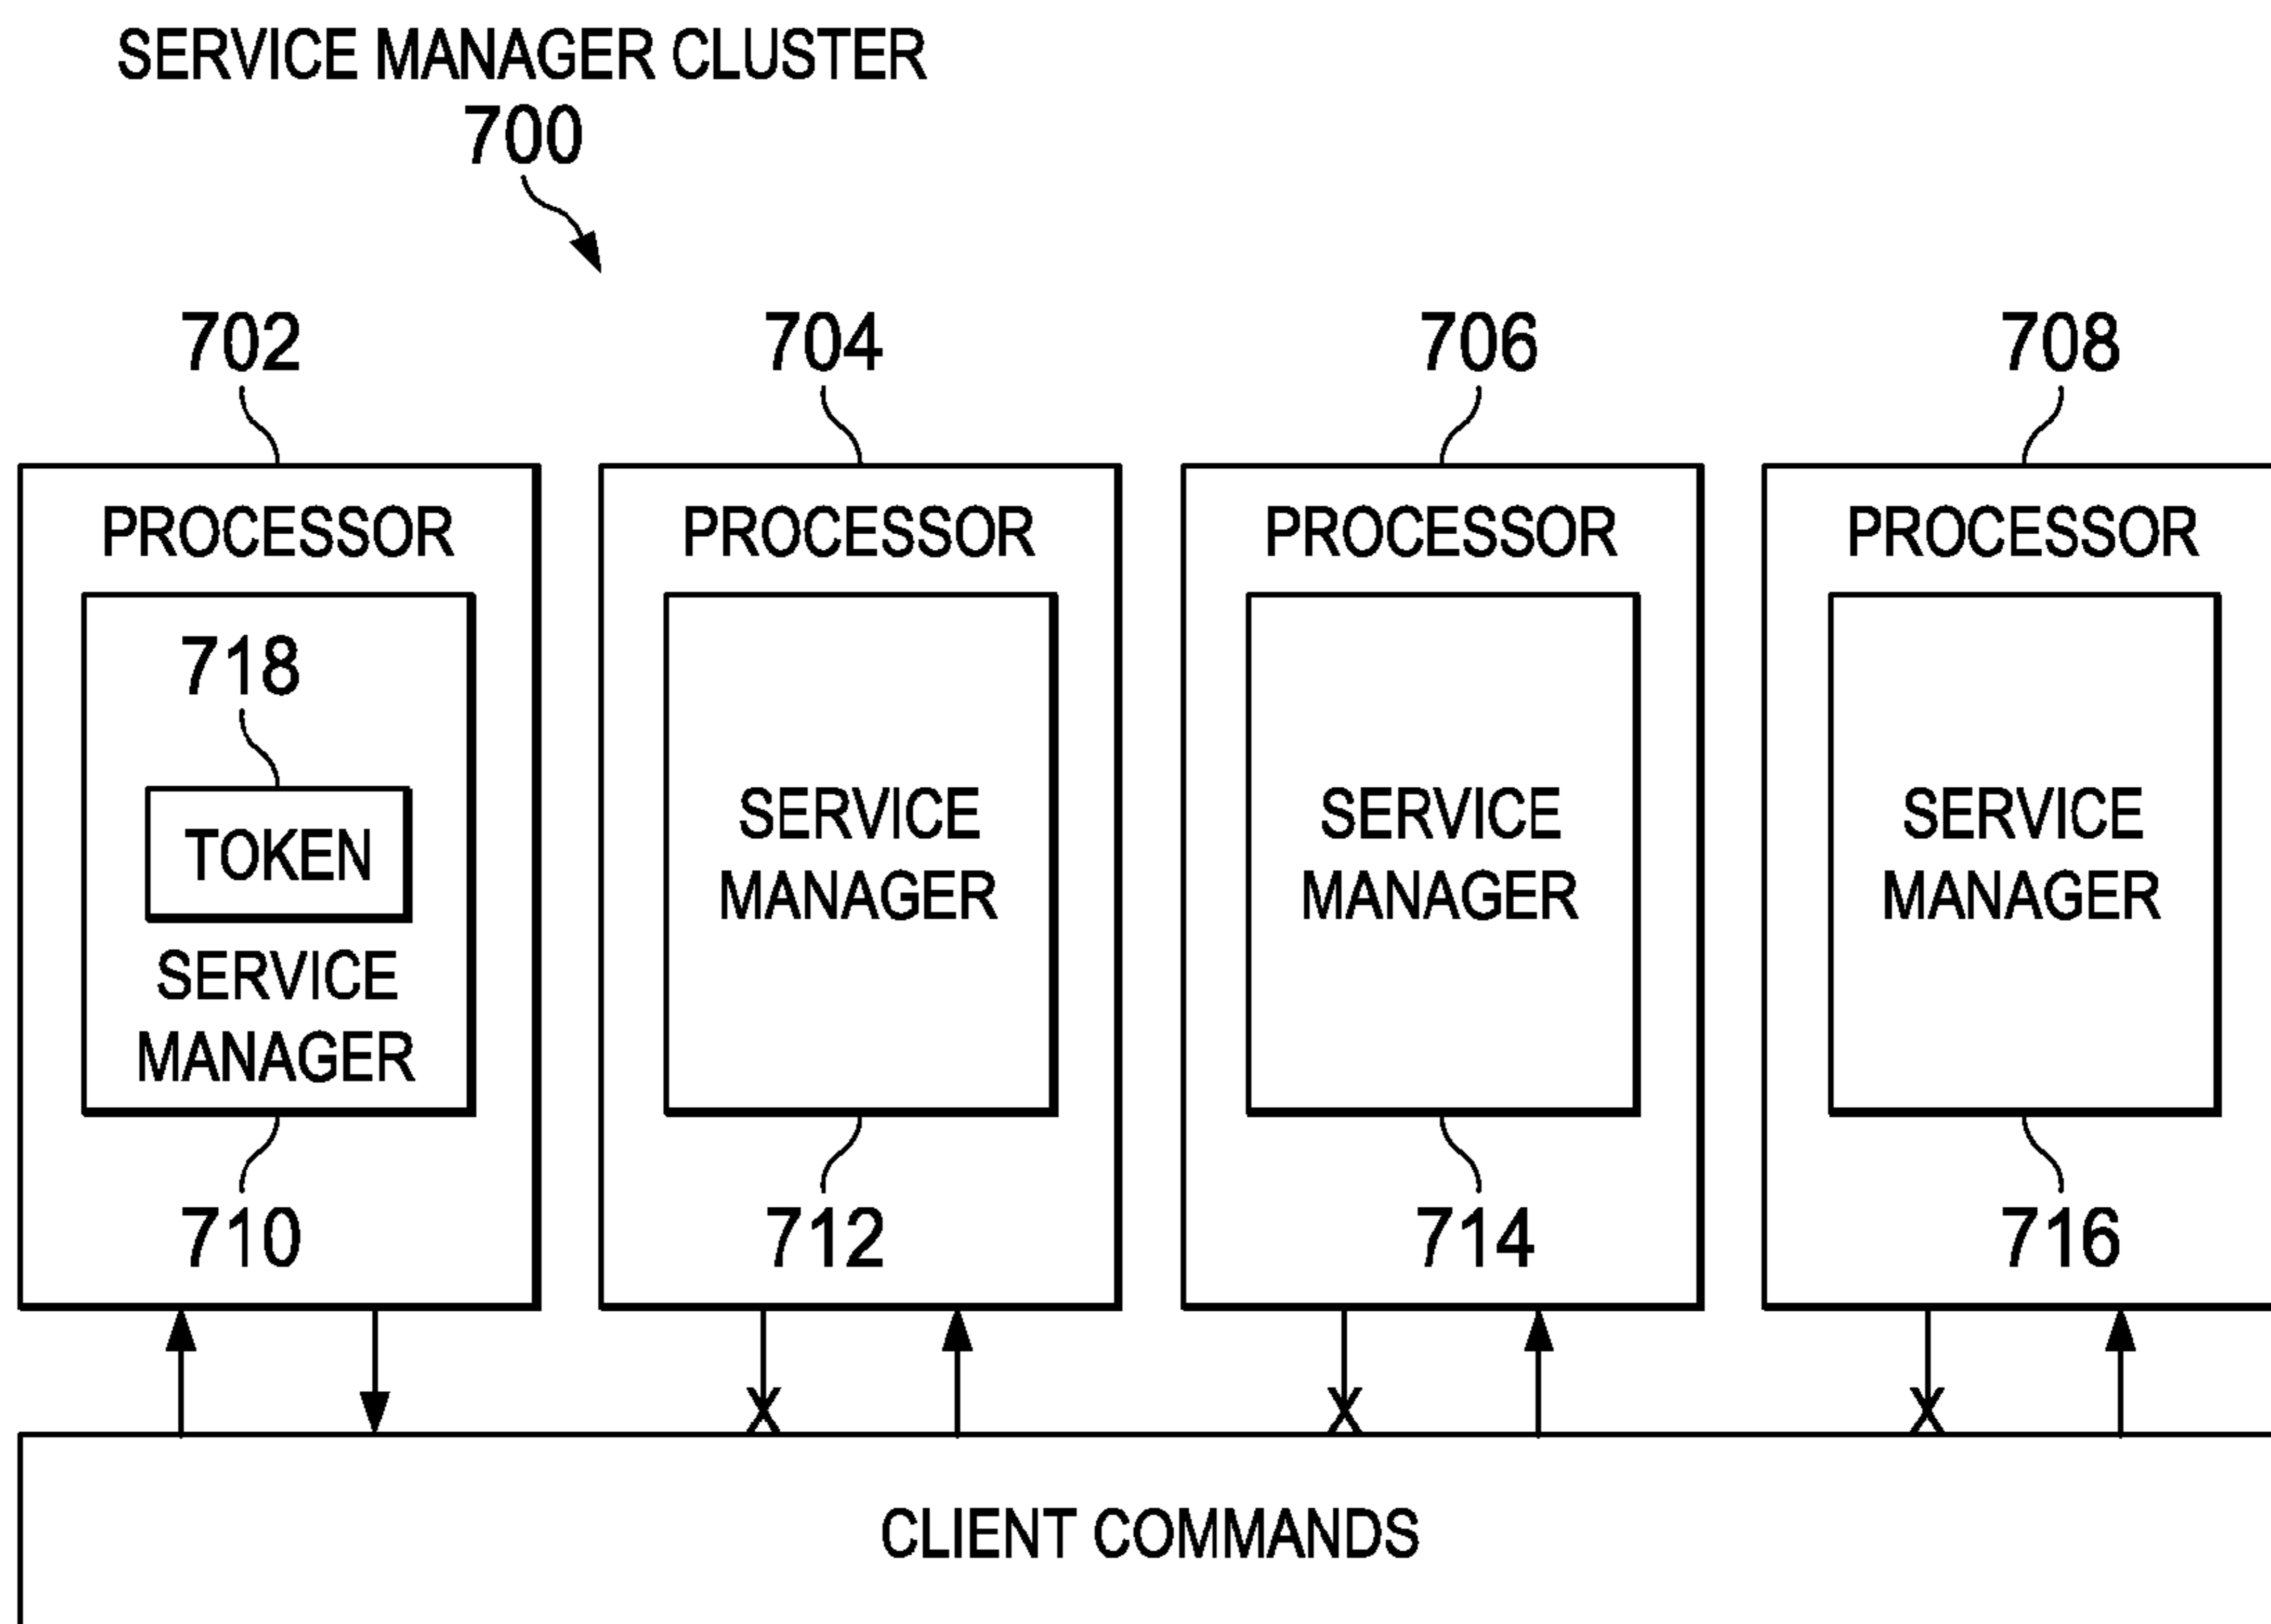 SERVICE MANAGER CLUSTER
700
702
704
706
708
PROCESSOR
PROCESSOR
PROCESSOR
PROCESSOR
718
TOKEN
SERVICE
MANAGER
SERVICE
MANAGER
SERVICE
MANAGER
SERVICE
MANAGER
710
712
714
716
X
X
X
CLIENT COMMANDS